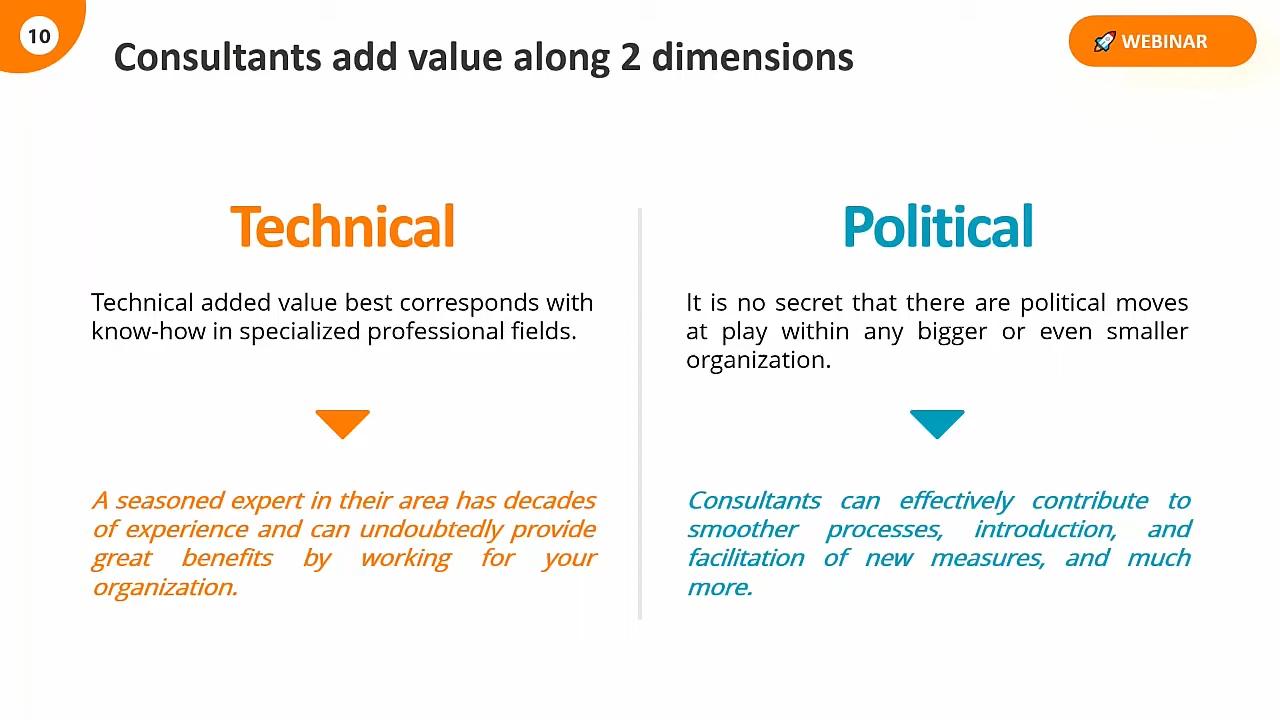 10
Consultants add value along 2 dimensions
🚀 WEBINAR
Technical
Technical added value best corresponds with
know-how in specialized professional fields.
A seasoned expert in their area has decades
of experience and can undoubtedly provide
great benefits by working for your
organization.
Political
It is no secret that there are political moves
at play within any bigger or even smaller
organization.
Consultants can effectively contribute to
smoother processes, introduction, and
facilitation of new measures, and much
more.